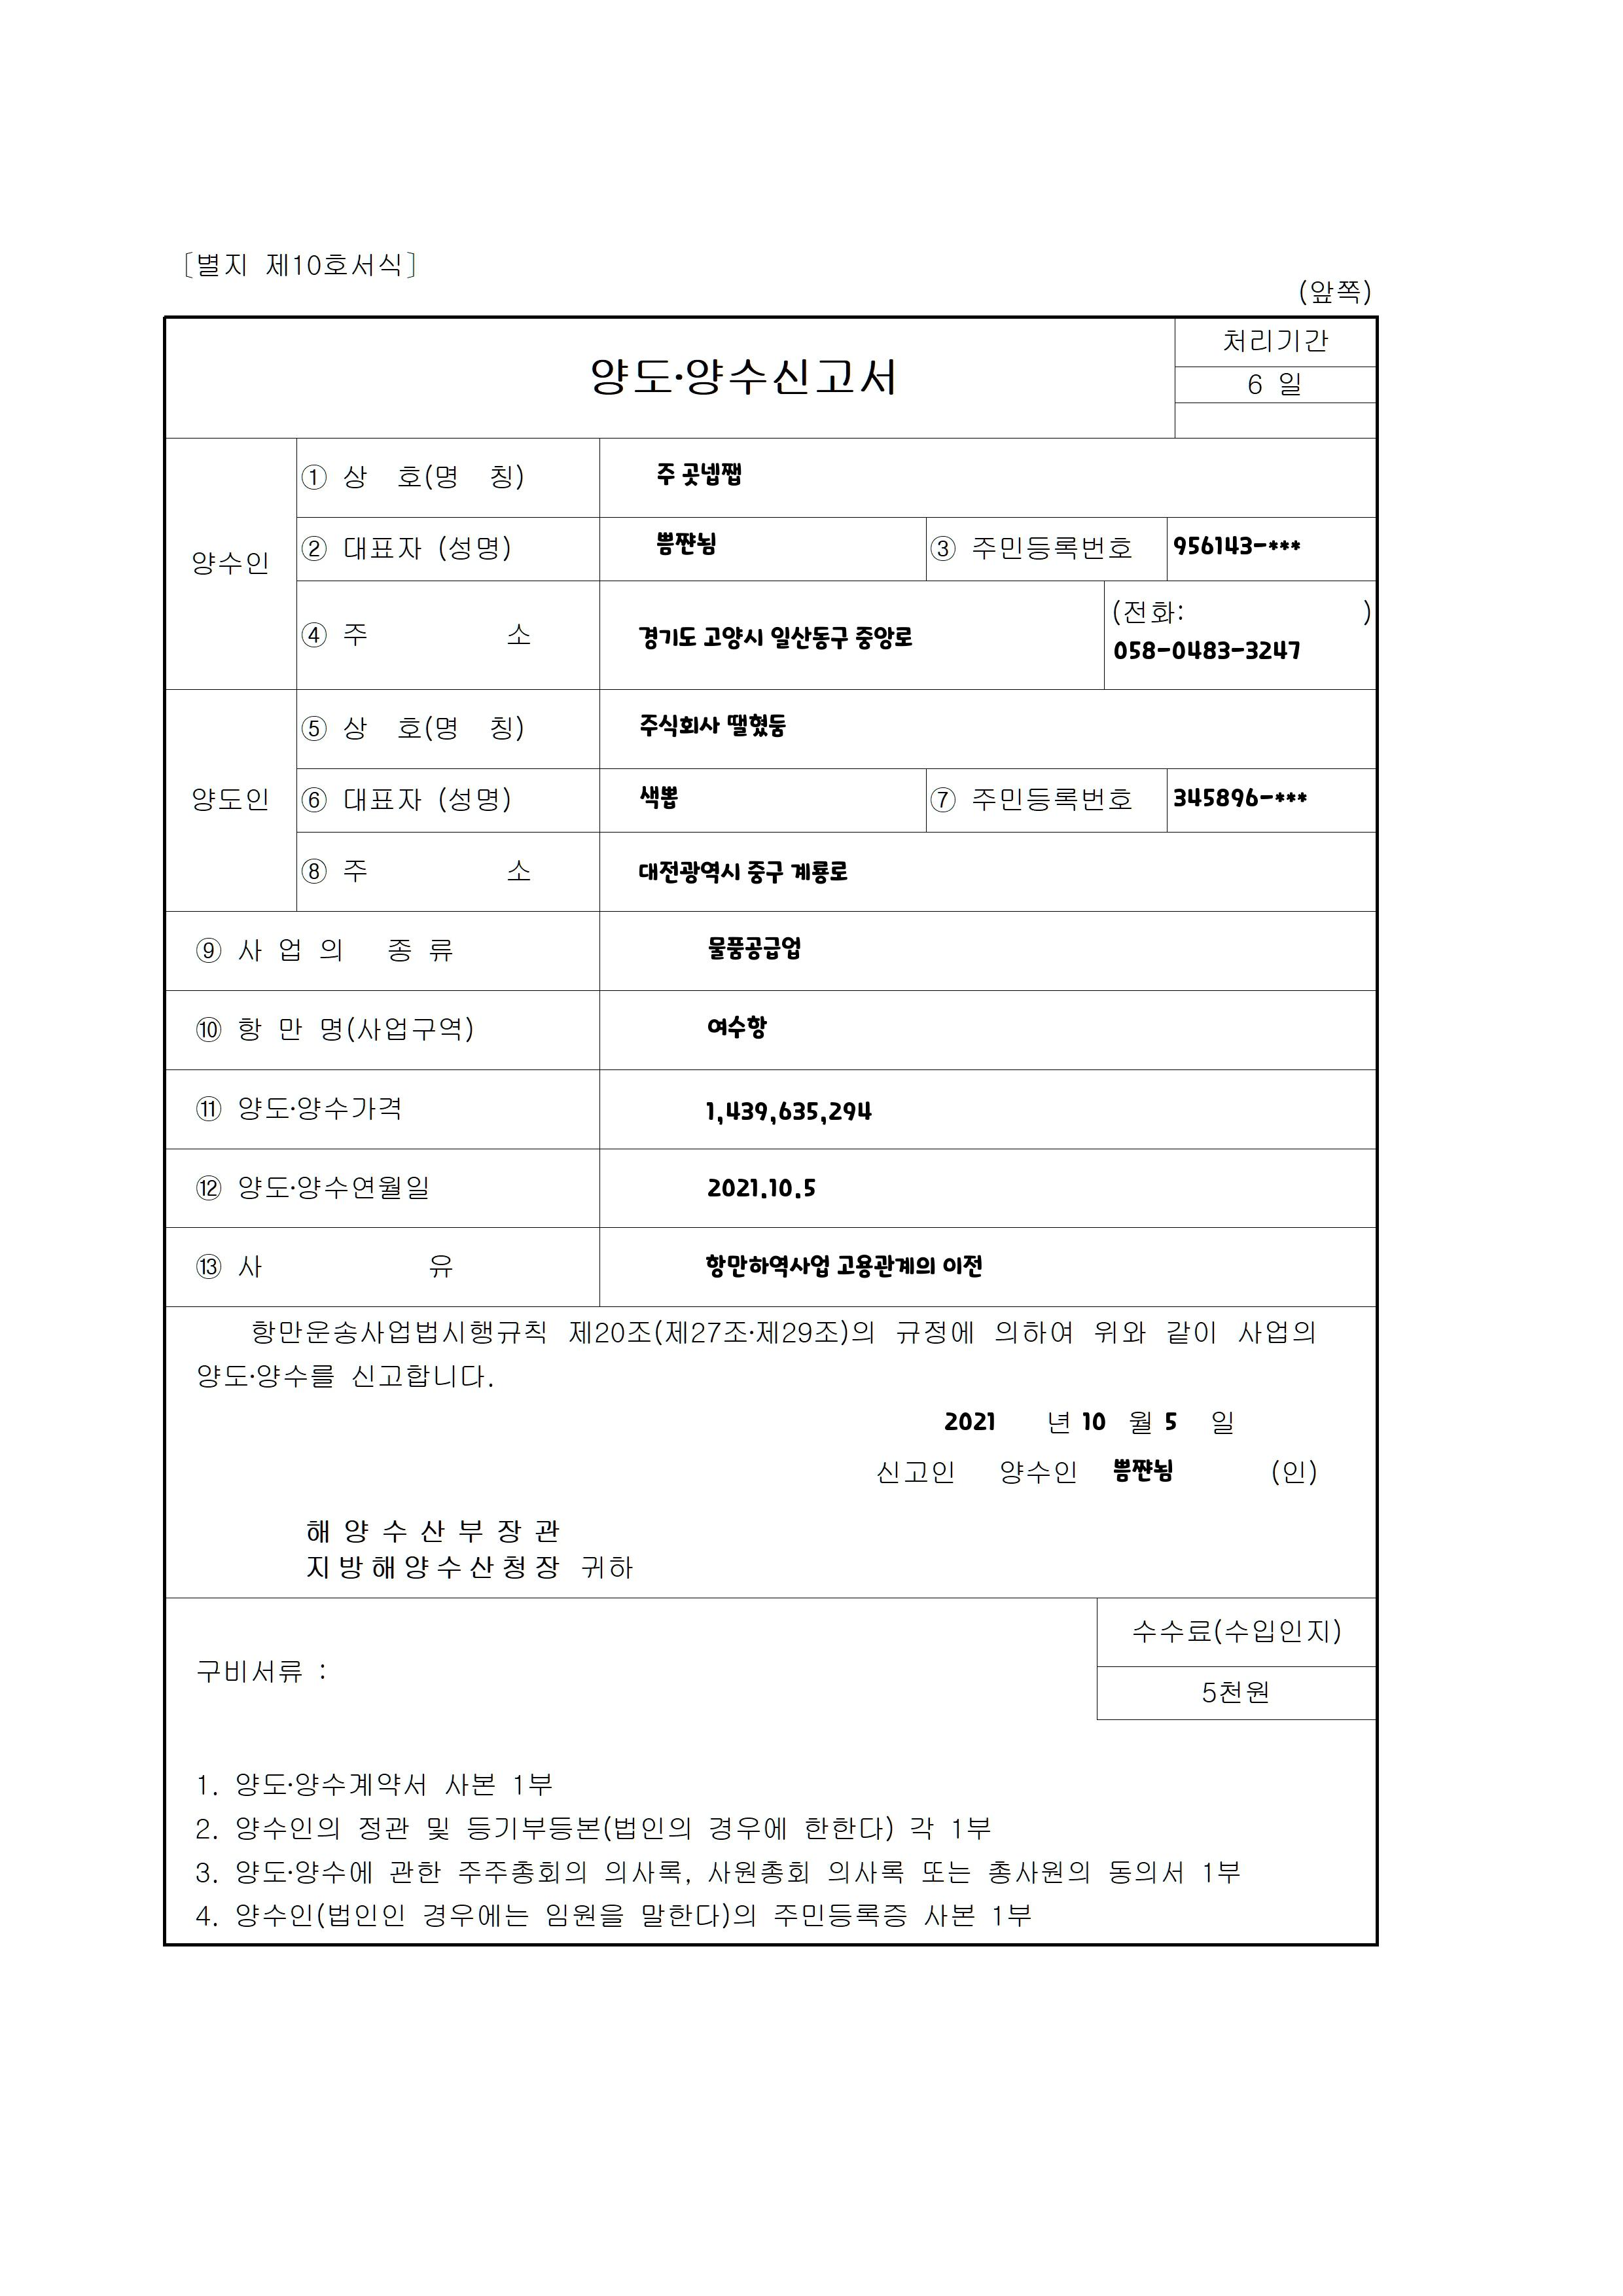 [별지 제10호서식]
(앞쪽)
양도·양수신고서
처리기간
6 일
양수인
① 상 호(명 칭)
주 곳넵쨉
② 대표자 (성명)
쁨쨘뇜
③ 주민등록번호
956143-***
④ 주 소
경기도 고양시 일산동구 중앙로
(전화: )
058-0483-3247
양도인
⑤ 상 호(명 칭)
주식회사 땔혔둠
⑥ 대표자 (성명)
색뽑
⑦ 주민등록번호
345896-***
⑧ 주 소
대전광역시 중구 계룡로
⑨ 사 업 의 종 류
물품공급업
⑩ 항 만 명(사업구역)
여수항
⑪ 양도·양수가격
1,439,635,294
⑫ 양도·양수연월일
2021.10.5
⑬ 사 유
항만하역사업 고용관계의 이전
항만운송사업법시행규칙 제20조(제27조·제29조)의 규정에 의하여 위와 같이 사업의
양도·양수를 신고합니다.
2021 년 10 월 5 일
신고인 양수인 쁨쨘뇜 (인)
해 양 수 산 부 장 관
지 방 해 양 수 산 청 장 귀하
구비서류 :
수수료(수입인지)
5천원
1. 양도·양수계약서 사본 1부
2. 양수인의 정관 및 등기부등본(법인의 경우에 한한다) 각 1부
3. 양도·양수에 관한 주주총회의 의사록, 사원총회 의사록 또는 총사원의 동의서 1부
4. 양수인(법인인 경우에는 임원을 말한다)의 주민등록증 사본 1부